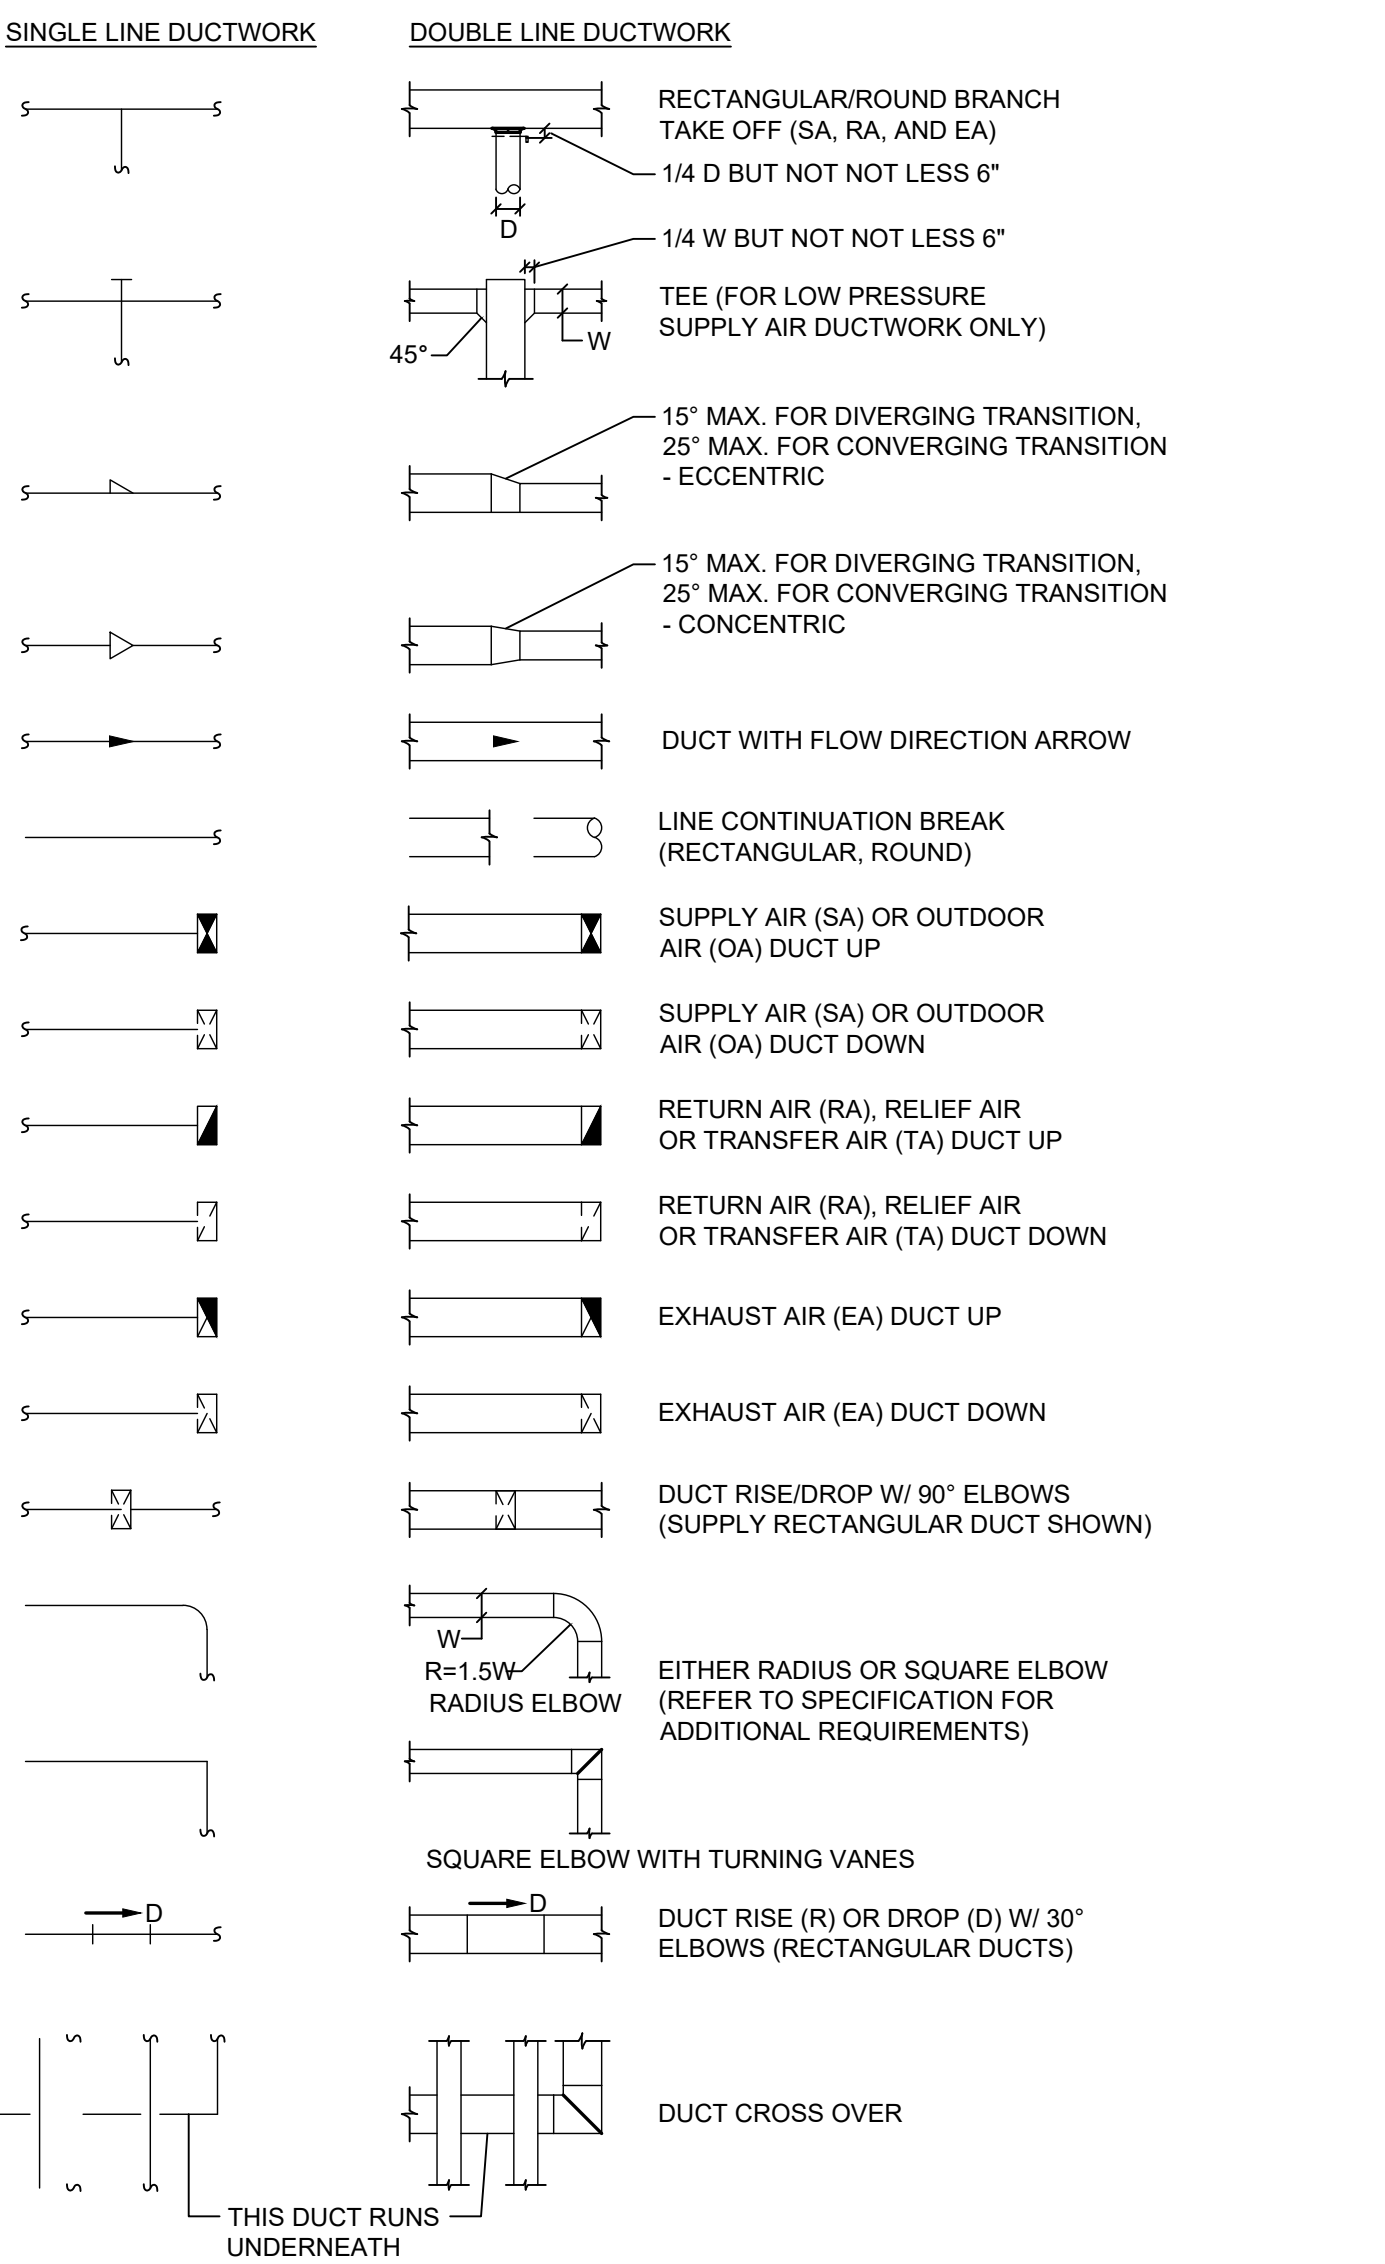 SINGLE LINE DUCTWORK
DOUBLE LINE DUCTWORK
RECTANGULAR/ROUND BRANCH
TAKE OFF (SA, RA, AND EA)
1/4 D BUT NOT NOT LESS 6"
D
1/4 W BUT NOT NOT LESS 6"
TEE (FOR LOW PRESSURE
SUPPLY AIR DUCTWORK ONLY)
W
45°
15° MAX. FOR DIVERGING TRANSITION,
25° MAX. FOR CONVERGING TRANSITION
- ECCENTRIC
15° MAX. FOR DIVERGING TRANSITION,
25° MAX. FOR CONVERGING TRANSITION
- CONCENTRIC
DUCT WITH FLOW DIRECTION ARROW
LINE CONTINUATION BREAK
(RECTANGULAR, ROUND)
SUPPLY AIR (SA) OR OUTDOOR
AIR (OA) DUCT UP
SUPPLY AIR (SA) OR OUTDOOR
AIR (OA) DUCT DOWN
RETURN AIR (RA), RELIEF AIR
OR TRANSFER AIR (TA) DUCT UP
RETURN AIR (RA), RELIEF AIR
OR TRANSFER AIR (TA) DUCT DOWN
EXHAUST AIR (EA) DUCT UP
EXHAUST AIR (EA) DUCT DOWN
DUCT RISE/DROP W/ 90° ELBOWS
(SUPPLY RECTANGULAR DUCT SHOWN)
W
R=1.5W
RADIUS ELBOW
EITHER RADIUS OR SQUARE ELBOW
(REFER TO SPECIFICATION FOR
ADDITIONAL REQUIREMENTS)
SQUARE ELBOW WITH TURNING VANES
D
D
DUCT RISE (R) OR DROP (D) W/ 30°
ELBOWS (RECTANGULAR DUCTS)
DUCT CROSS OVER
THIS DUCT RUNS
UNDERNEATH